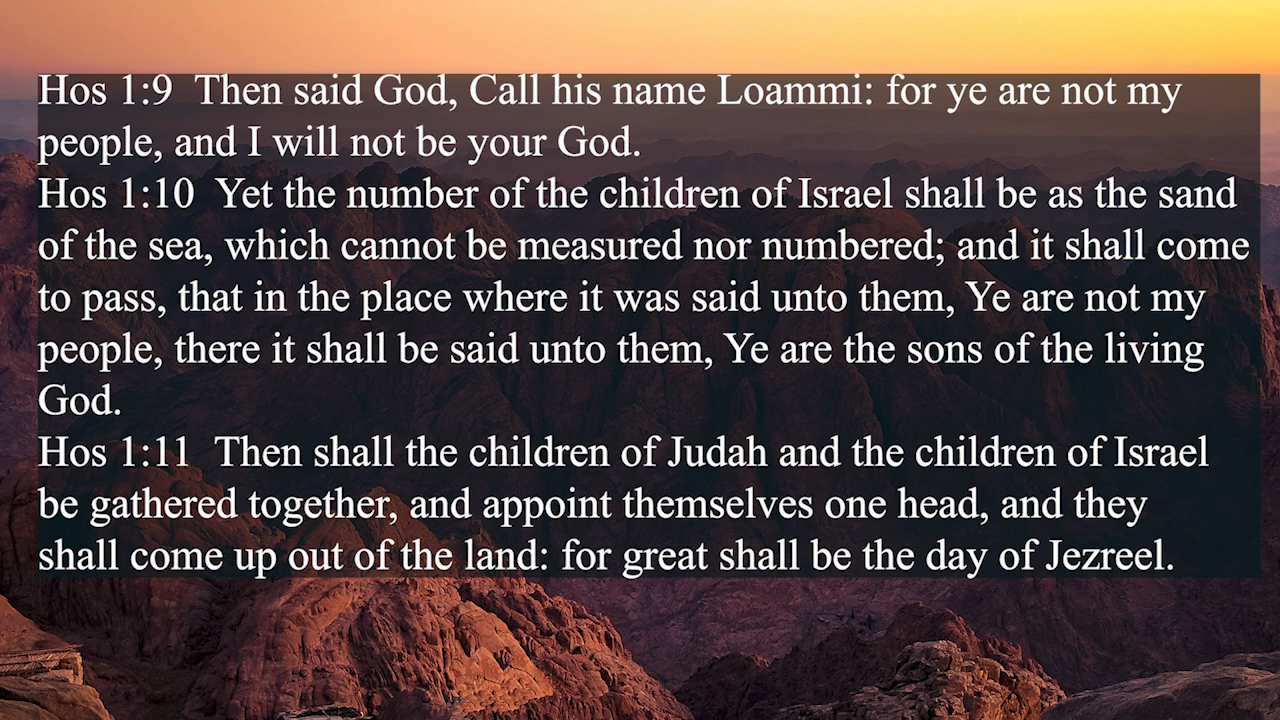 Hos 1:9  Then said God, Call his name Loammi: for ye are not my
people, and I will not be your God.
Hos 1:10  Yet the number of the children of Israel shall be as the sand
of the sea, which cannot be measured nor numbered; and it shall come
to pass, that in the place where it was said unto them, Ye are not my
people, there it shall be said unto them, Ye are the sons of the living
God.
Hos 1:11  Then shall the children of Judah and the children of Israel
be gathered together, and appoint themselves one head, and they
shall come up out of the land: for great shall be the day of Jezreel.